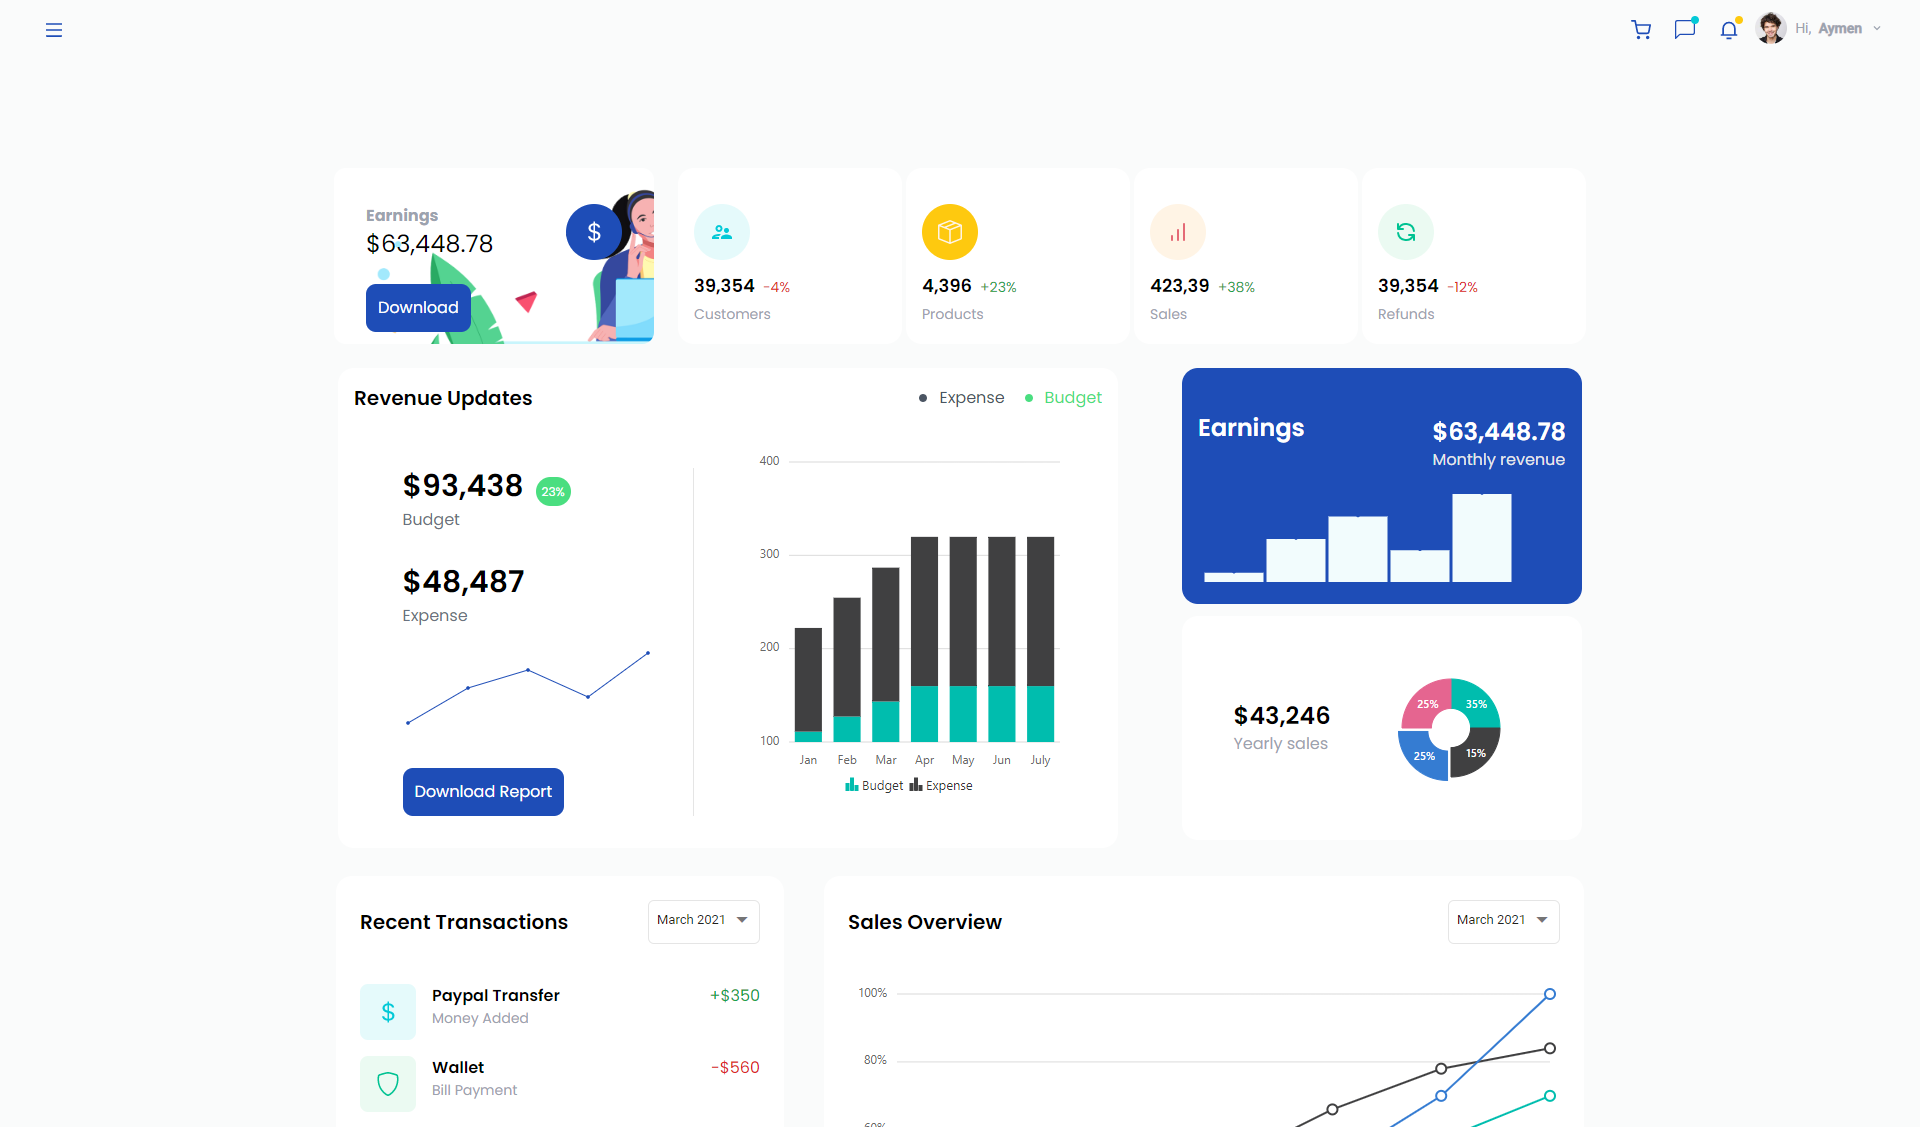 Hi, Aymen
Earnings
$63,448.78
Download
$
39,354 -4%
Customers
4,396 +23%
Products
423,39 +38%
Sales
39,354 -12%
Refunds
Revenue Updates
Expense Budget
$93,438 23%
Budget
$48,487
Expense
Download Report
400
300
200
100
Jan Feb Mar Apr May Jun July
Budget Expense
Earnings
$63,448.78
Monthly revenue
$43,246
Yearly sales
25% 35%
25% 15%
Recent Transactions
March 2021
$
Paypal Transfer +$350
Money Added
Wallet -$560
Bill Payment
Sales Overview
March 2021
100%
80%
60%